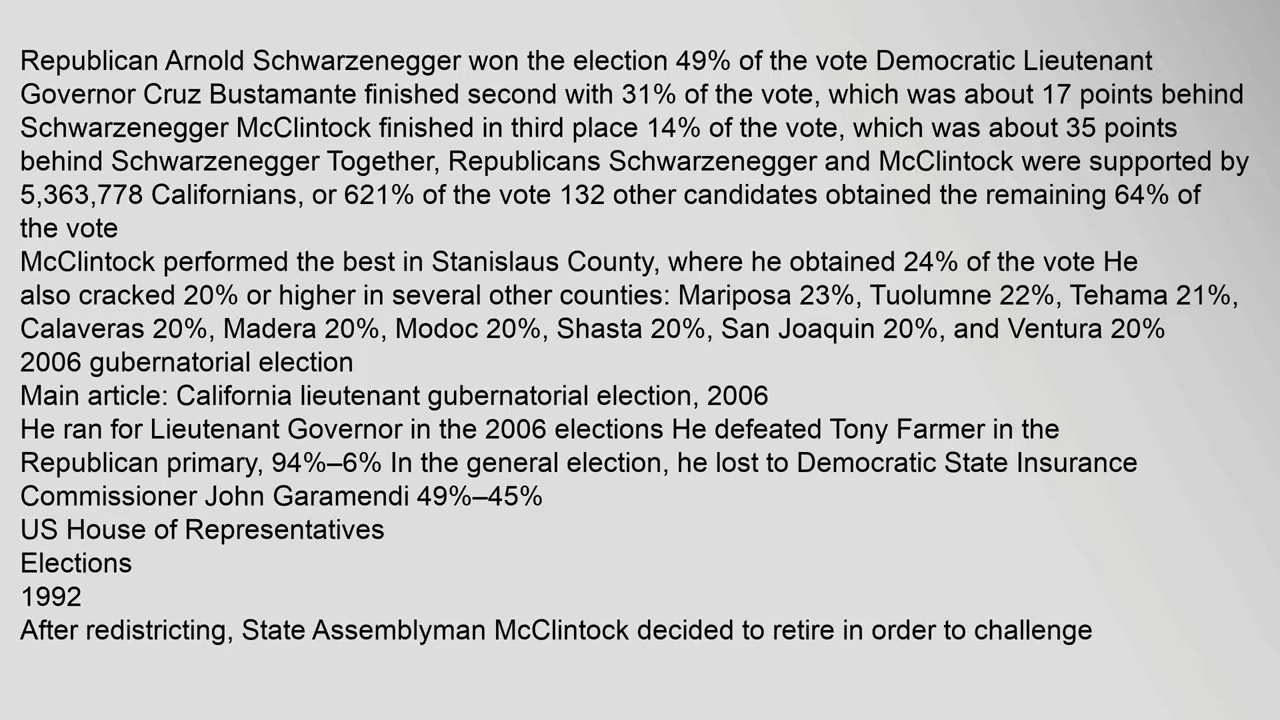 Republican Arnold Schwarzenegger won the election 49% of the vote Democratic Lieutenant
Governor Cruz Bustamante finished second with 31% of the vote, which was about 17 points behind
Schwarzenegger McClintock finished in third place 14% of the vote, which was about 35 points
behind Schwarzenegger Together, Republicans Schwarzenegger and McClintock were supported by
5,363,778 Californians, or 621% of the vote 132 other candidates obtained the remaining 64% of
the vote
McClintock performed the best in Stanislaus County, where he obtained 24% of the vote He
also cracked 20% or higher in several other counties: Mariposa 23%, Tuolumne 22%, Tehama 21%,
Calaveras 20%, Madera 20%, Modoc 20%, Shasta 20%, San Joaquin 20%, and Ventura 20%
2006 gubernatorial election
Main article: California lieutenant gubernatorial election, 2006
He ran for Lieutenant Governor in the 2006 elections He defeated Tony Farmer in the
Republican primary, 94%–6% In the general election, he lost to Democratic State Insurance
Commissioner John Garamendi 49%–45%
US House of Representatives
Elections
1992
After redistricting, State Assemblyman McClintock decided to retire in order to challenge